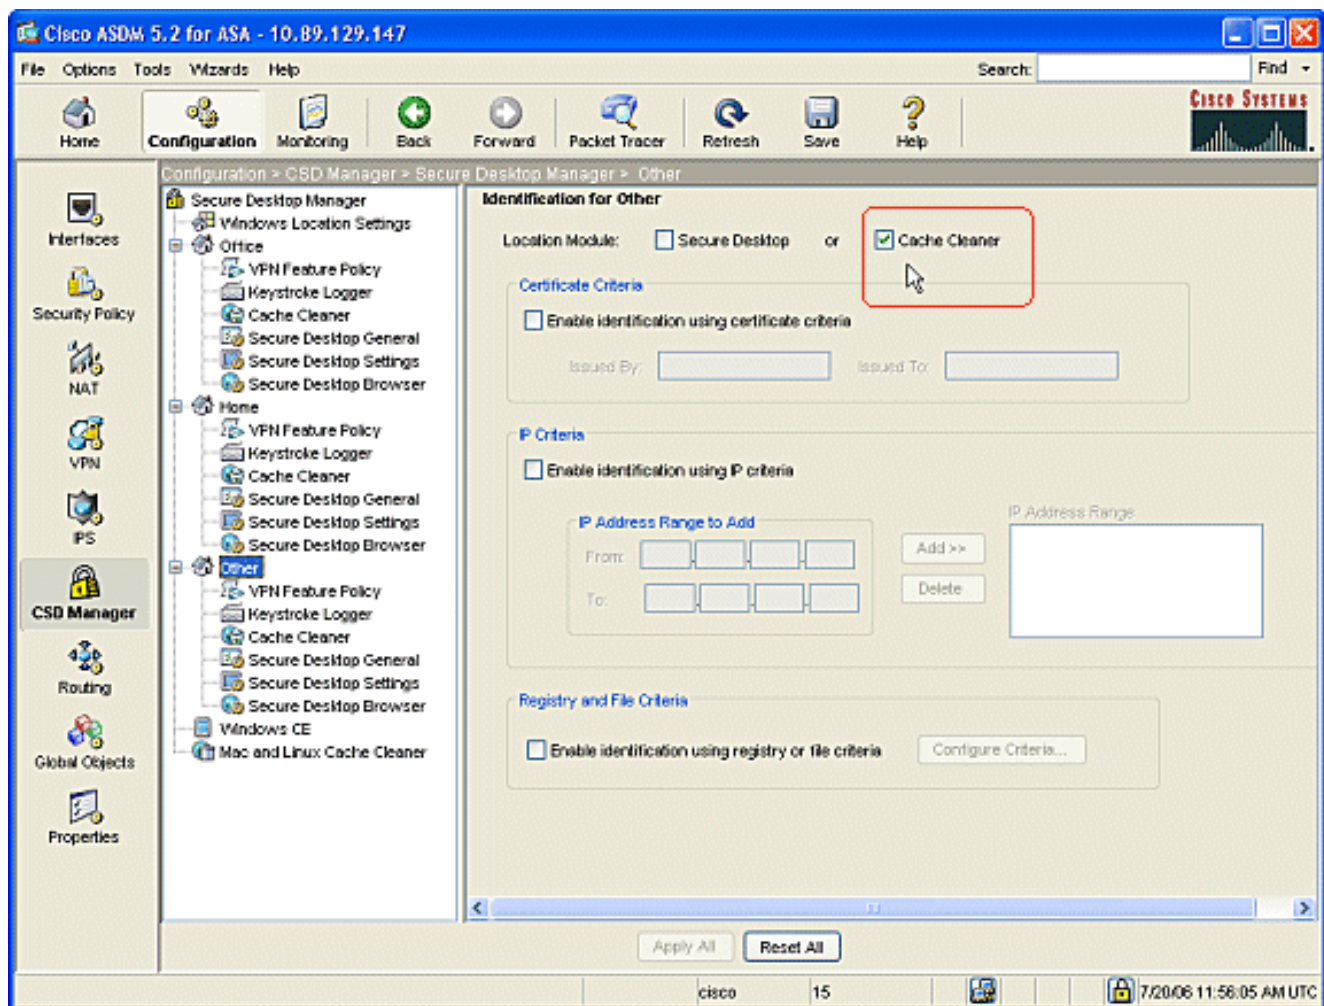 Cisco ASDM 5.2 for ASA - 10.89.129.147
File Options Tools Wizards Help Search: Find
Home Configuration Monitoring Back Forward Packet Tracer Refresh Save Help
CISCO SYSTEMS
Configuration > CSD Manager > Secure Desktop Manager > Other
Interfaces
Security Policy
NAT
VPN
IPS
CSD Manager
Routing
Global Objects
Properties
Secure Desktop Manager
Windows Location Settings
Office
VPN Feature Policy
Keystroke Logger
Cache Cleaner
Secure Desktop General
Secure Desktop Settings
Secure Desktop Browser
Home
VPN Feature Policy
Keystroke Logger
Cache Cleaner
Secure Desktop General
Secure Desktop Settings
Secure Desktop Browser
Other
VPN Feature Policy
Keystroke Logger
Cache Cleaner
Secure Desktop General
Secure Desktop Settings
Secure Desktop Browser
Windows CE
Mac and Linux Cache Cleaner
Identification for Other
Location Module: Secure Desktop or Cache Cleaner
Certificate Criteria
Enable identification using certificate criteria
Issued By: Issued To:
IP Criteria
Enable identification using IP criteria
IP Address Range to Add
From:
To:
Add >>
Delete
IP Address Range
Registry and File Criteria
Enable identification using registry or file criteria Configure Criteria...
Apply All Reset All
cisco 15 7/20/06 11:56:05 AM UTC